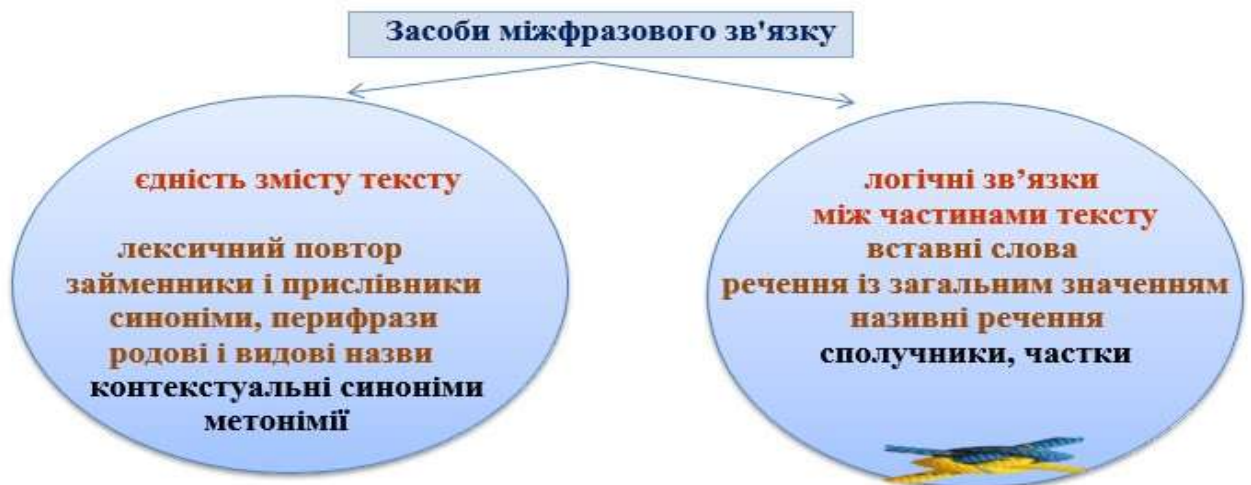 Засоби міжфразового зв'язку
єдність змісту тексту
лексичний повтор
займенники і прислівники
синоніми, перифрази
родові і видові назви
контекстуальні синоніми
метонімії
логічні зв’язки
між частинами тексту
вставні слова
речення із загальним значенням
називні речення
сполучники, частки